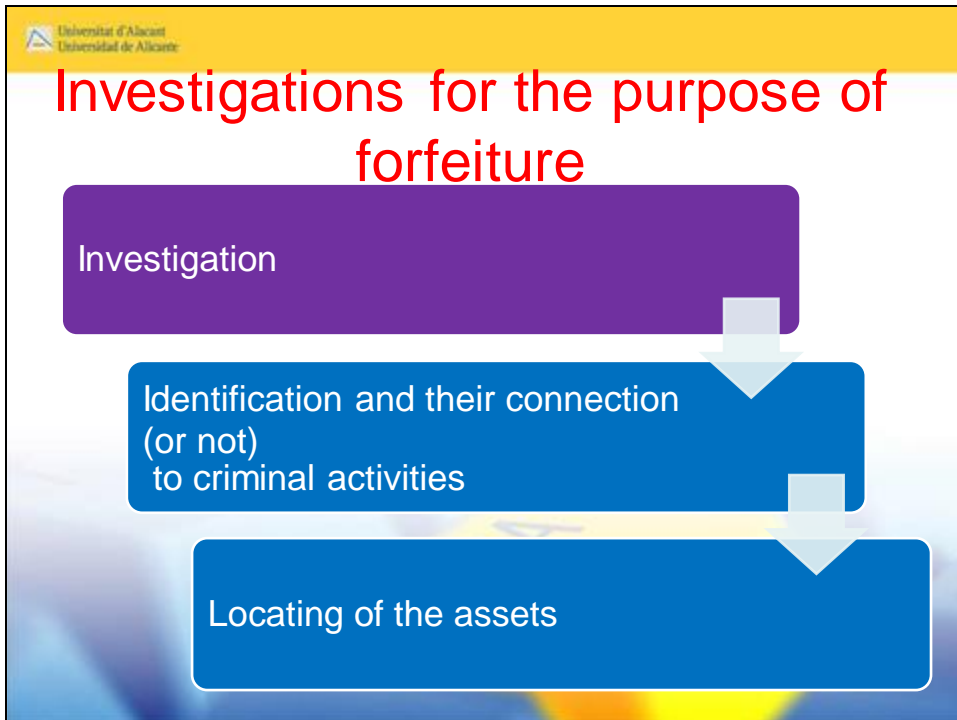 Universitat d'Alacant
Universidad de Alicante
Investigations for the purpose of
forfeiture
Investigation
Identification and their connection
(or not)
to criminal activities
Locating of the assets